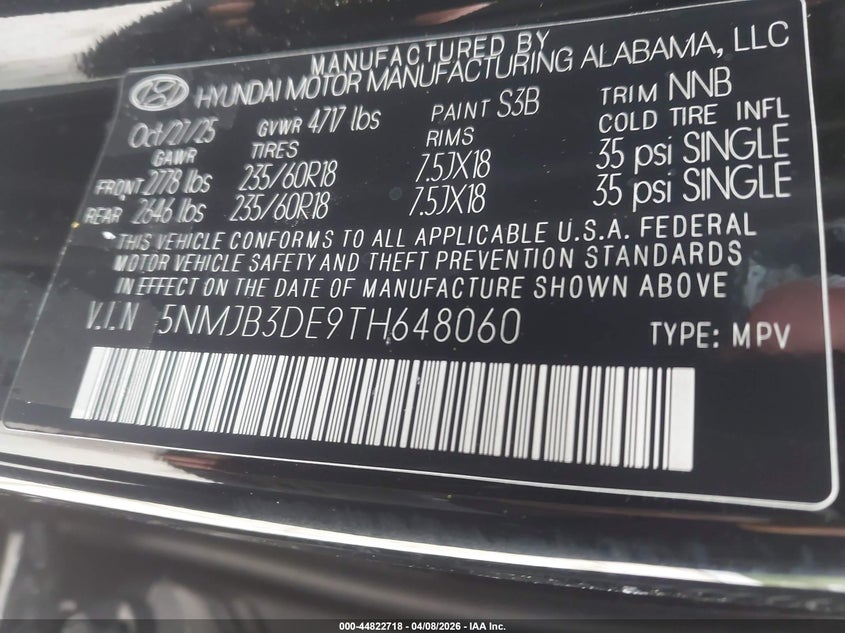 MANUFACTURED BY
HYUNDAI MOTOR MANUFACTURING ALABAMA, LLC
Oct/27/25 GVWR 4717 lbs PAINT S3B TRIM NNB
GAWR TIRES RIMS COLD TIRE INFL
FRONT 2778 lbs 235/60R18 7.5JX18 35 psi SINGLE
REAR 2646 lbs 235/60R18 7.5JX18 35 psi SINGLE
THIS VEHICLE CONFORMS TO ALL APPLICABLE U.S.A. FEDERAL
MOTOR VEHICLE SAFETY AND THEFT PREVENTION STANDARDS
IN EFFECT ON THE DATE OF MANUFACTURE SHOWN ABOVE
V.I.N 5NMJB3DE9TH648060 TYPE: MPV
000-44822718 | 04/08/2026 - IAA Inc.